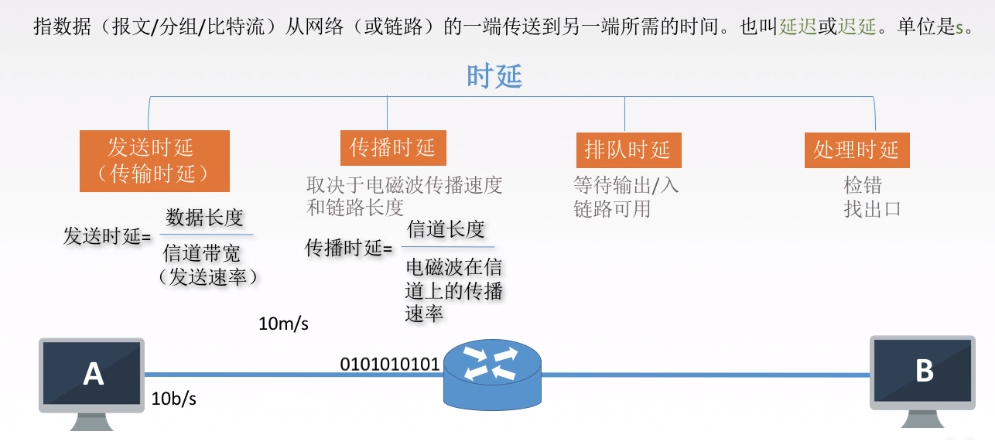 指数据（报文/分组/比特流）从网络（或链路）的一端传送到另一端所需的时间。也叫延迟或迟延。单位是s。
时延
发送时延
（传输时延）
传播时延
排队时延
处理时延
取决于电磁波传播速度
和链路长度
等待输出/入
链路可用
检错
找出口
发送时延=
数据长度
信道带宽
（发送速率）
传播时延=
信道长度
电磁波在信
道上的传播
速率
10m/s
0101010101
A
B
10b/s